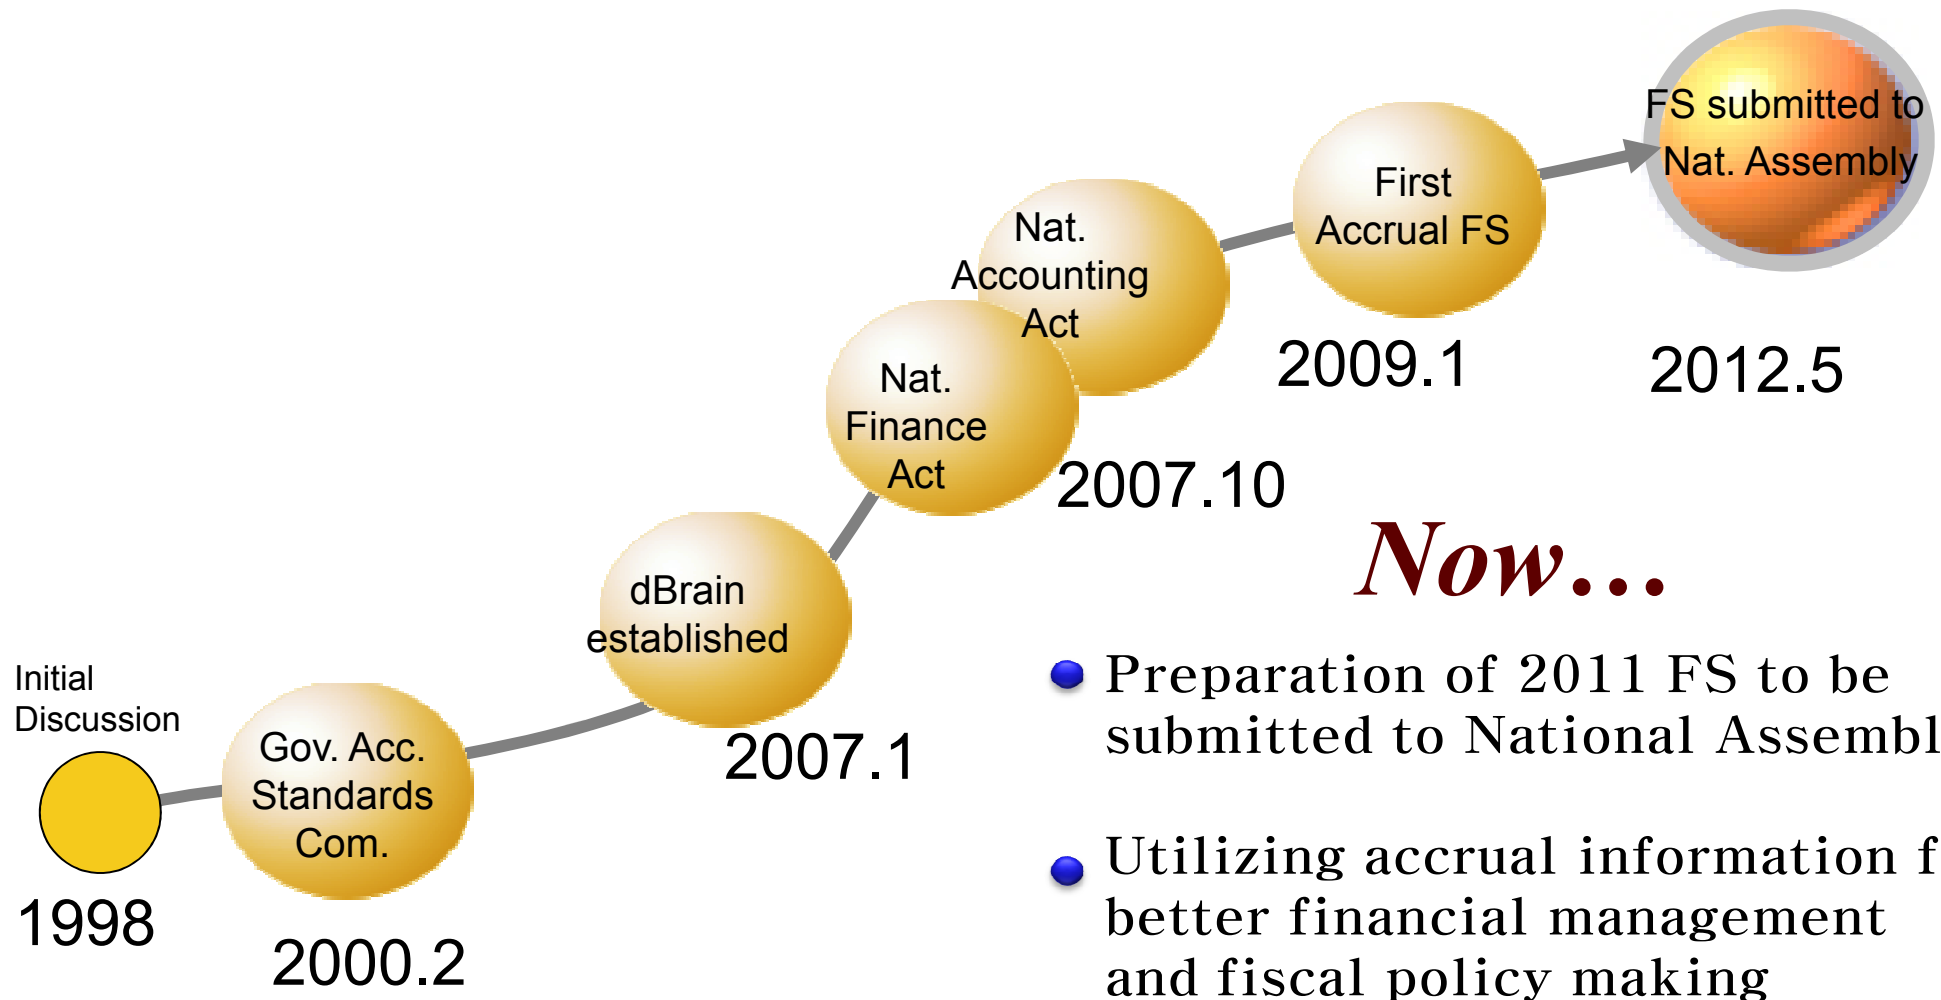 Initial
Discussion
1998
Gov. Acc.
Standards
Com.
2000.2
dBrain
established
2007.1
Nat.
Finance
Act
Nat.
Accounting
Act
2007.10
First
Accrual FS
2009.1
FS submitted to
Nat. Assembly
2012.5
Now...
Preparation of 2011 FS to be
submitted to National Assembl
Utilizing accrual information f
better financial management
and fiscal policy making